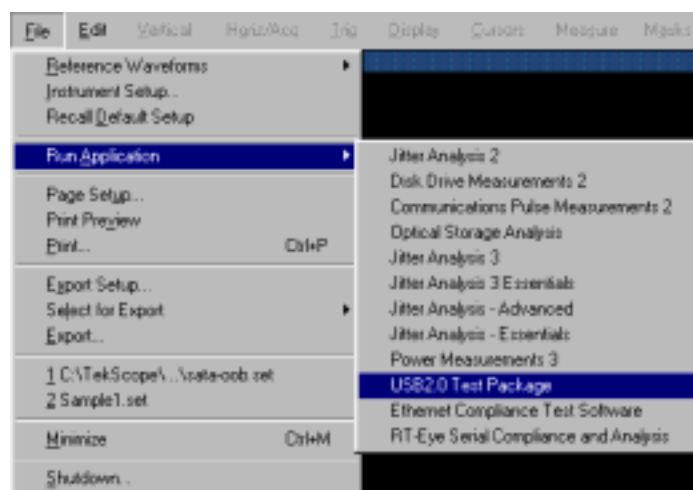 File Edit Vertical Horiz/Acq Trig Display Cursors Measure Masks
Reference Waveforms
Instrument Setup...
Recall Default Setup
Run Application
Page Setup...
Print Preview
Print... Ctrl+P
Export Setup...
Select for Export
Export...
1 C:\TekScope\...\sata-oob.set
2 Sample1.set
Minimize Ctrl+M
Shutdown...
Jitter Analysis 2
Disk Drive Measurements 2
Communications Pulse Measurements 2
Optical Storage Analysis
Jitter Analysis 3
Jitter Analysis 3 Essentials
Jitter Analysis - Advanced
Jitter Analysis - Essentials
Power Measurements 3
USB2.0 Test Package
Ethernet Compliance Test Software
RT-Eye Serial Compliance and Analysis